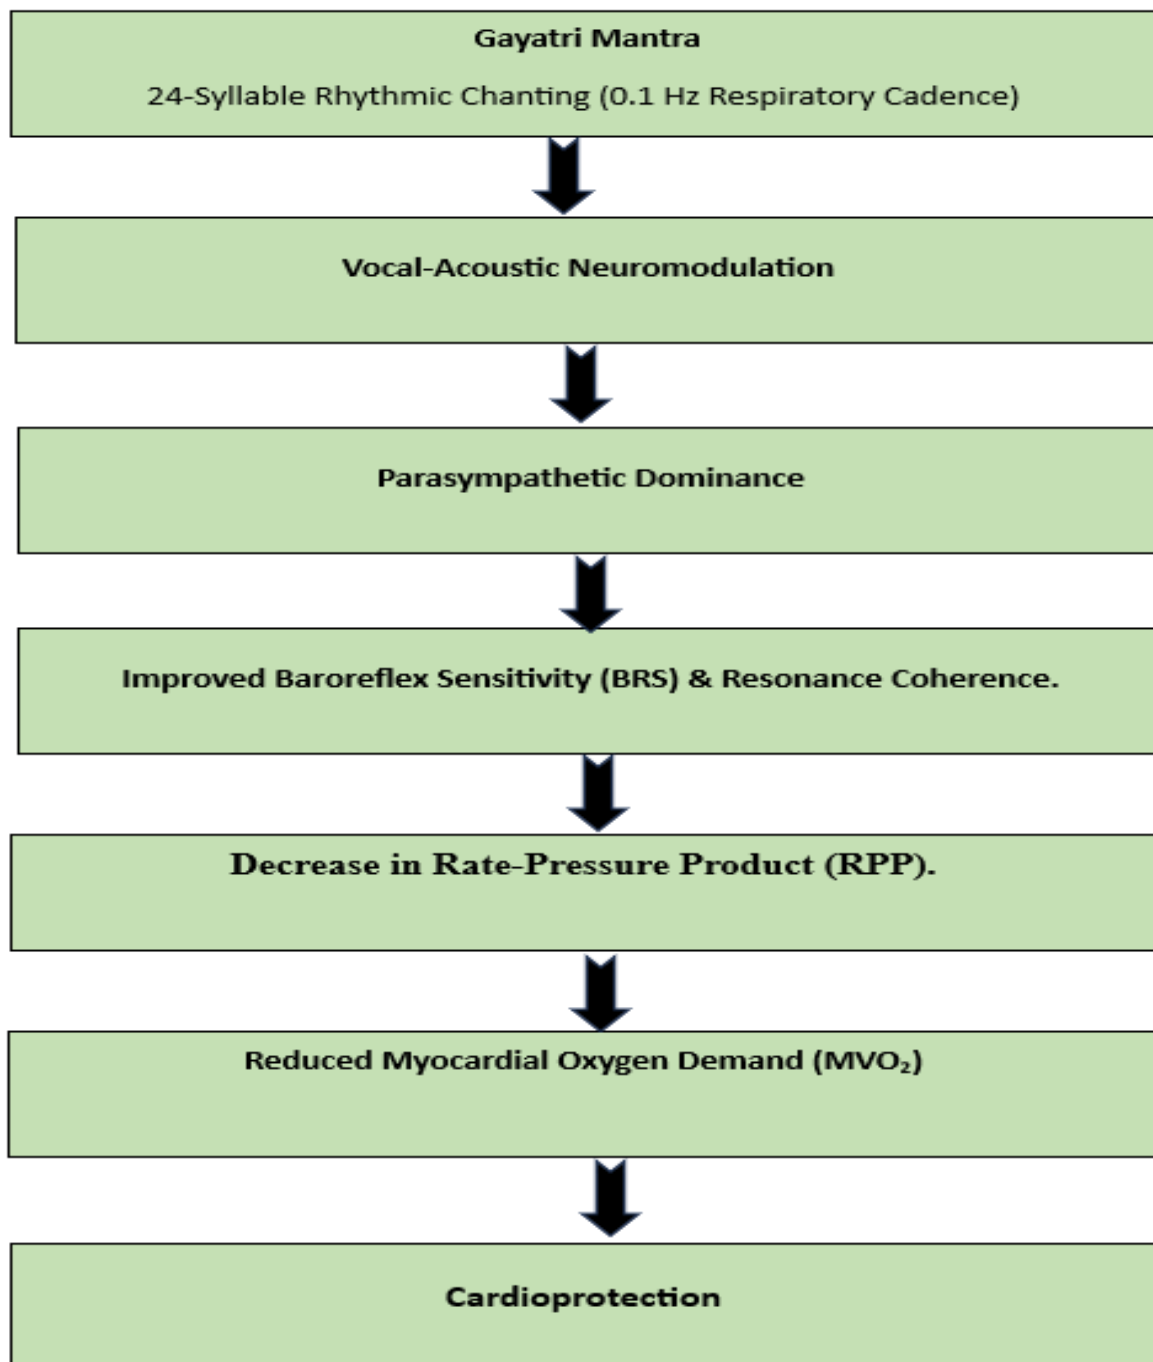 Gayatri Mantra
24-Syllable Rhythmic Chanting (0.1 Hz Respiratory Cadence)
Vocal-Acoustic Neuromodulation
Parasympathetic Dominance
Improved Baroreflex Sensitivity (BRS) & Resonance Coherence.
Decrease in Rate-Pressure Product (RPP).
Reduced Myocardial Oxygen Demand (MVO₂)
Cardioprotection